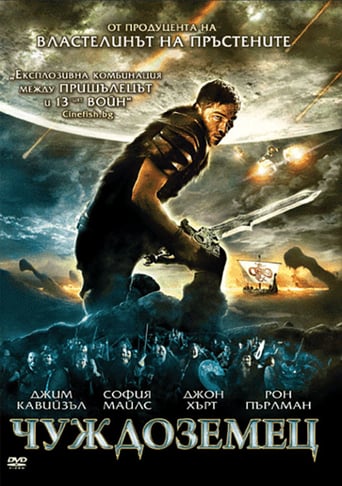 ОТ ПРОДУЦЕНТА НА
ВЛАСТЕЛИНЪТ НА ПРЪСТЕНИТЕ
„ЕКСПЛОЗИВНА КОМБИНАЦИЯ
МЕЖДУ ПРИШЪЛЕЦЪТ
И 13-ИЯТ ВОЙН”
Cinefish.bg
ДЖИМ СОФИЯ ДЖОН РОН
КАВИЙЗЪЛ МАЙЛС ХЪРТ ПЪРЛМАН
ЧУЖДОЗЕМЕЦ
DVD